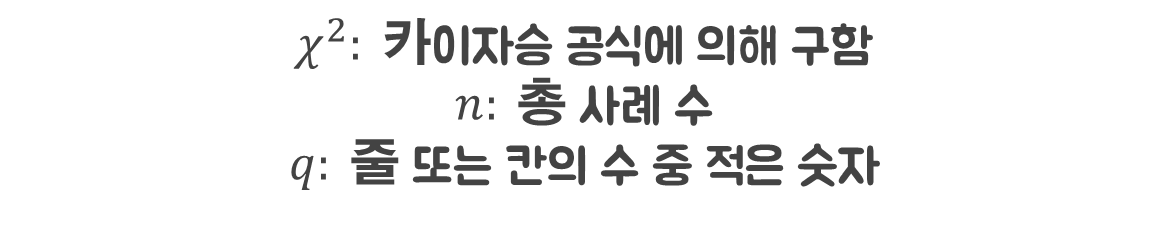 χ²: 카이자승 공식에 의해 구함
n: 총 사례 수
q: 줄 또는 칸의 수 중 적은 숫자